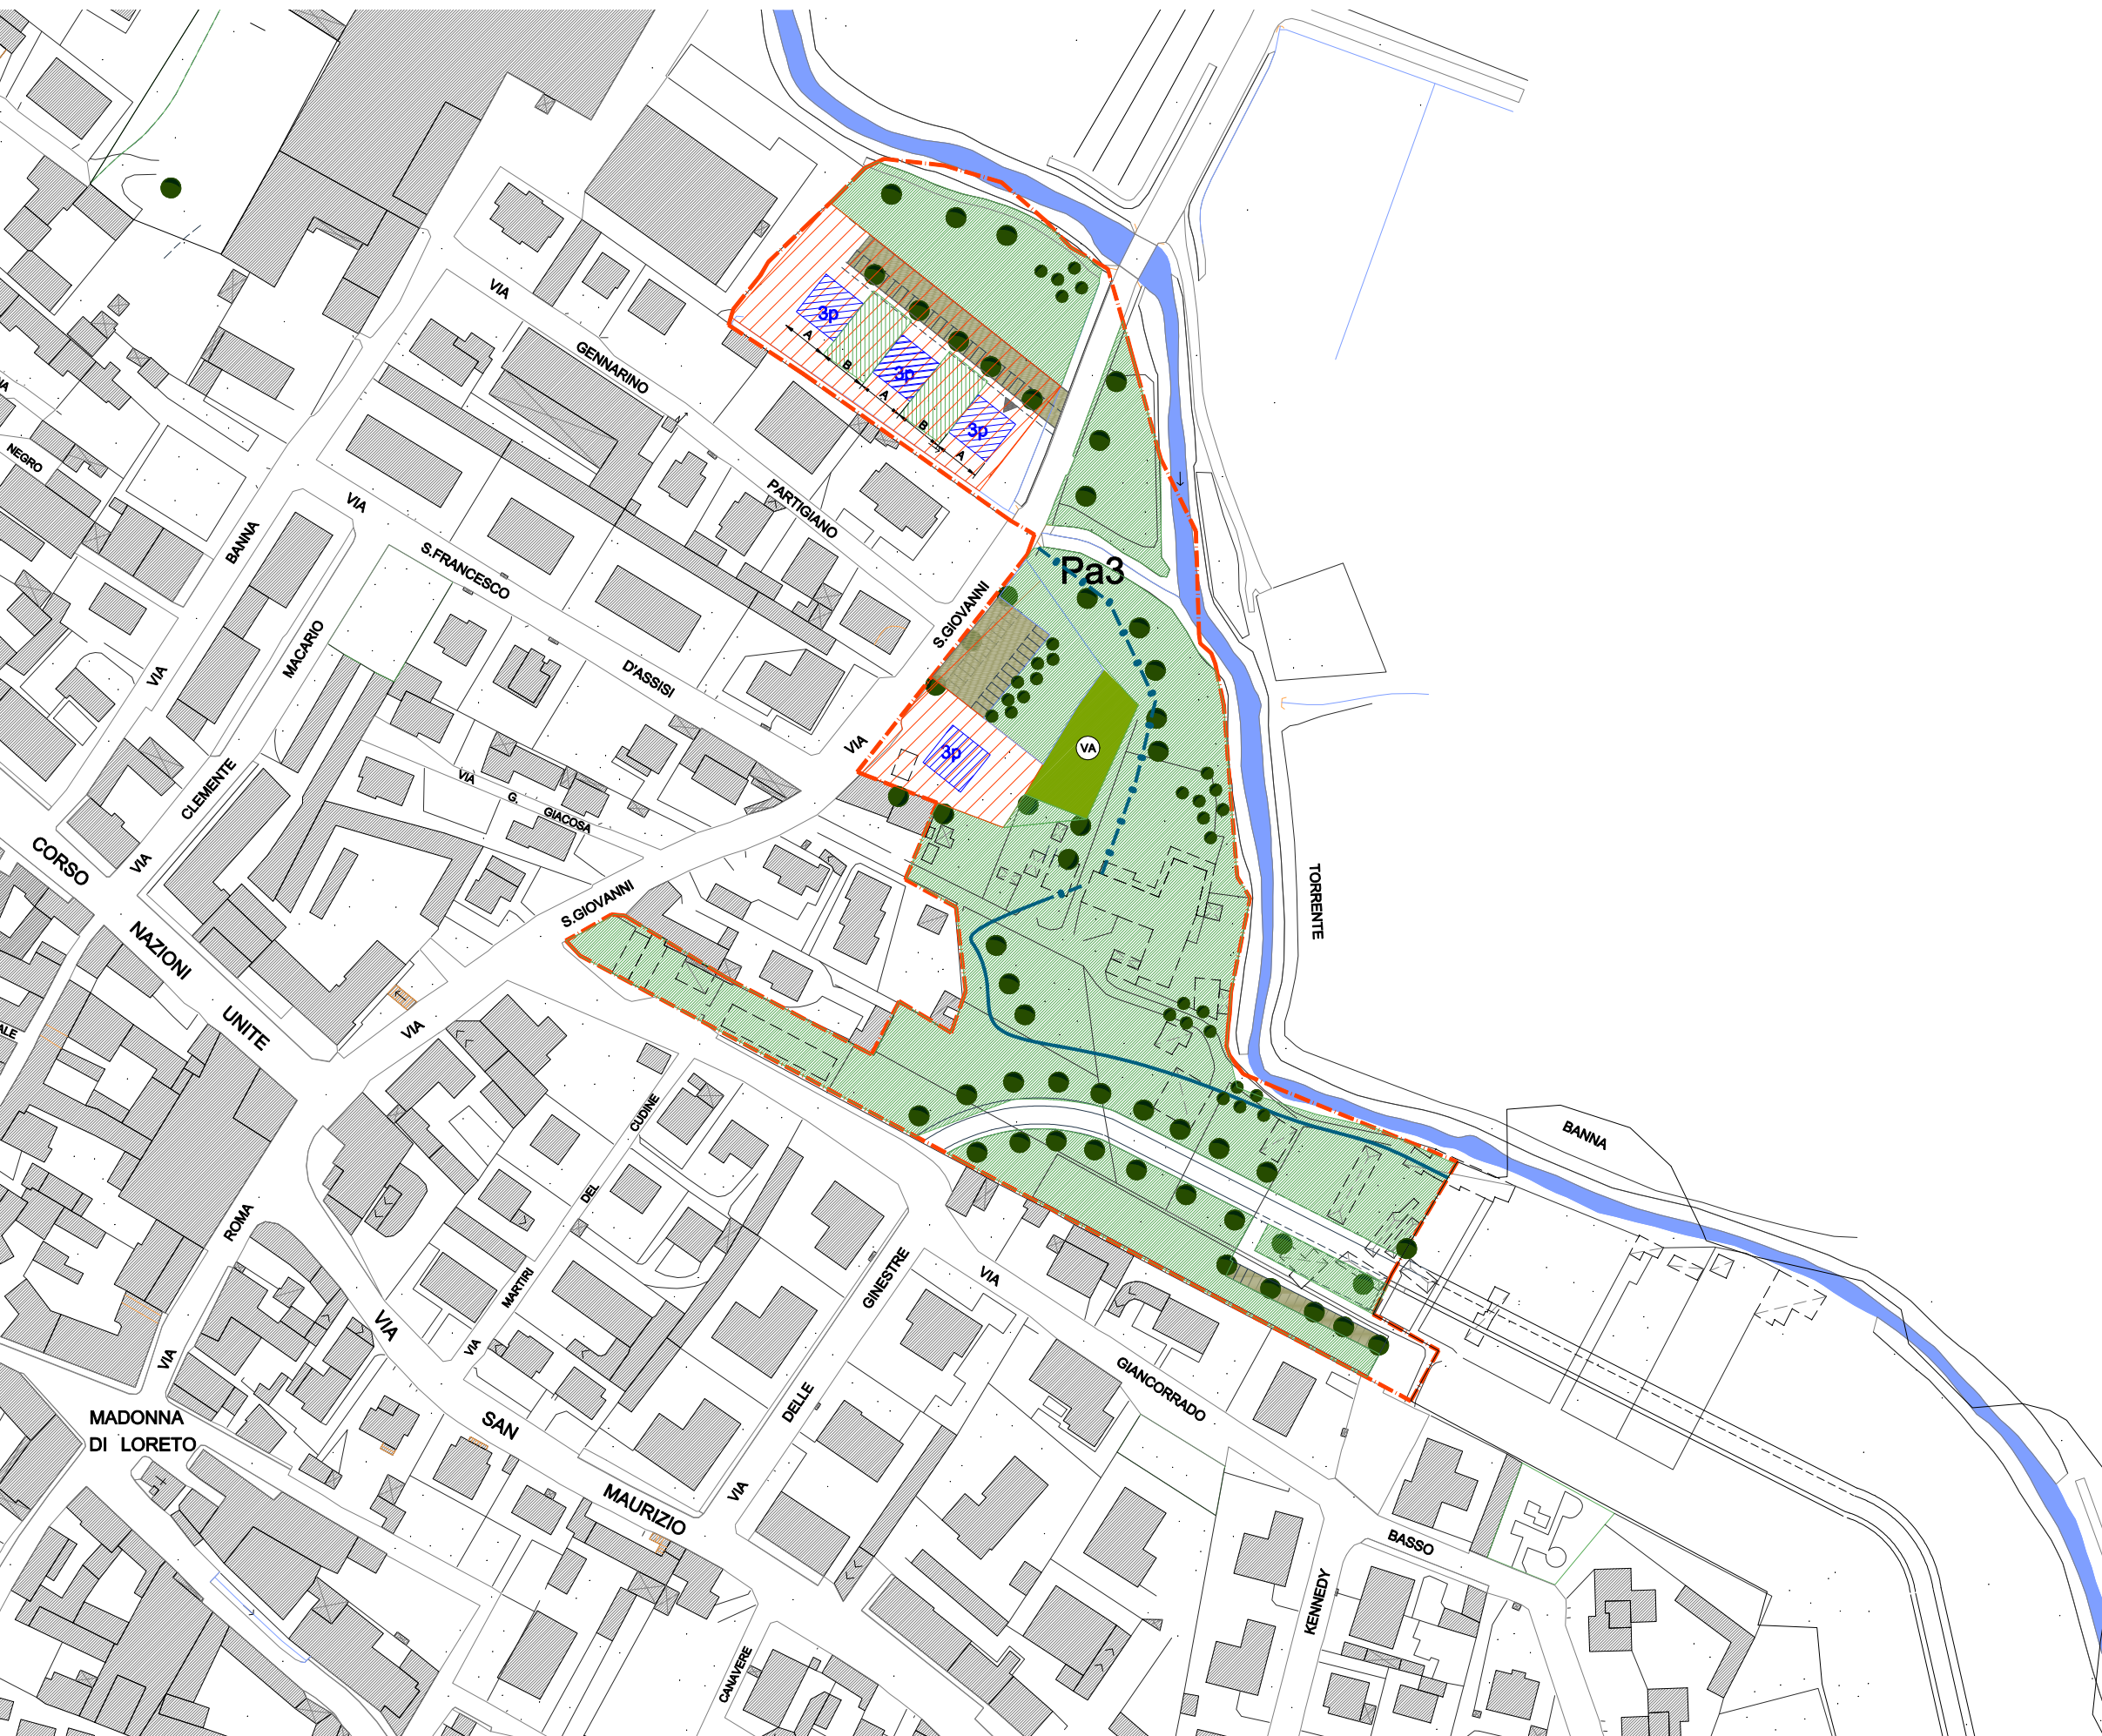 VIA
GENNARINO
PARTIGIANO
3p
3p
3p
A
B
A
B
A
Pa3
NEGRO
VIA
BANNA
VIA
S.FRANCESCO
D'ASSISI
VIA
S.GIOVANNI
MACARIO
CLEMENTE
VIA
VIA
G.
GIACOSA
3p
VA
CORSO
NAZIONI
UNITE
S.GIOVANNI
VIA
TORRENTE
BANNA
CUDINE
DEL
MARTIRI
VIA
ROMA
VIA
VIA
SAN
MAURIZIO
GINESTRE
DELLE
VIA
VIA
GIANCORRADO
BASSO
KENNEDY
CANAVERE
MADONNA
DI LORETO